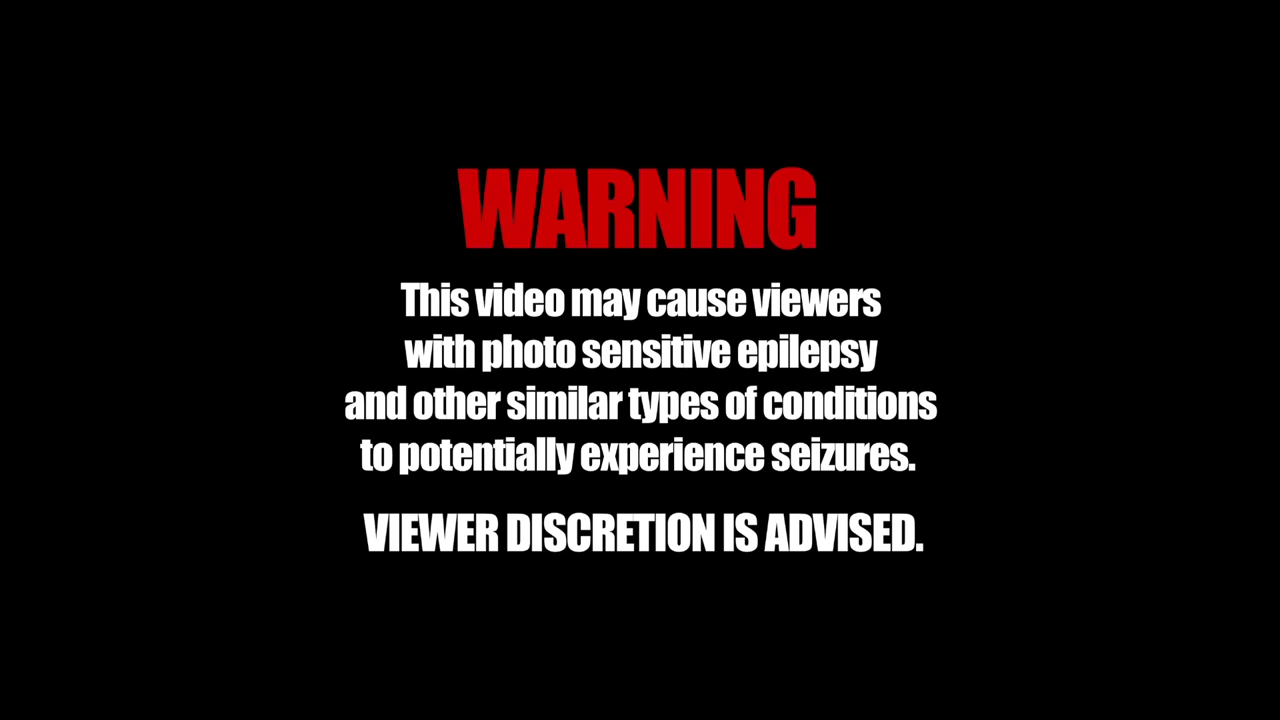 WARNING
This video may cause viewers
with photo sensitive epilepsy
and other similar types of conditions
to potentially experience seizures.
VIEWER DISCRETION IS ADVISED.